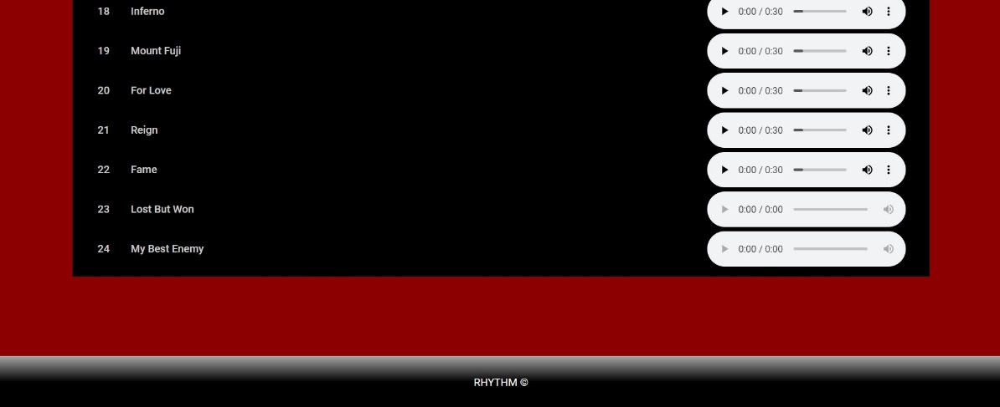 18 Inferno 0:00 / 0:30
19 Mount Fuji 0:00 / 0:30
20 For Love 0:00 / 0:30
21 Reign 0:00 / 0:30
22 Fame 0:00 / 0:30
23 Lost But Won 0:00 / 0:00
24 My Best Enemy 0:00 / 0:00
RHYTHM ©